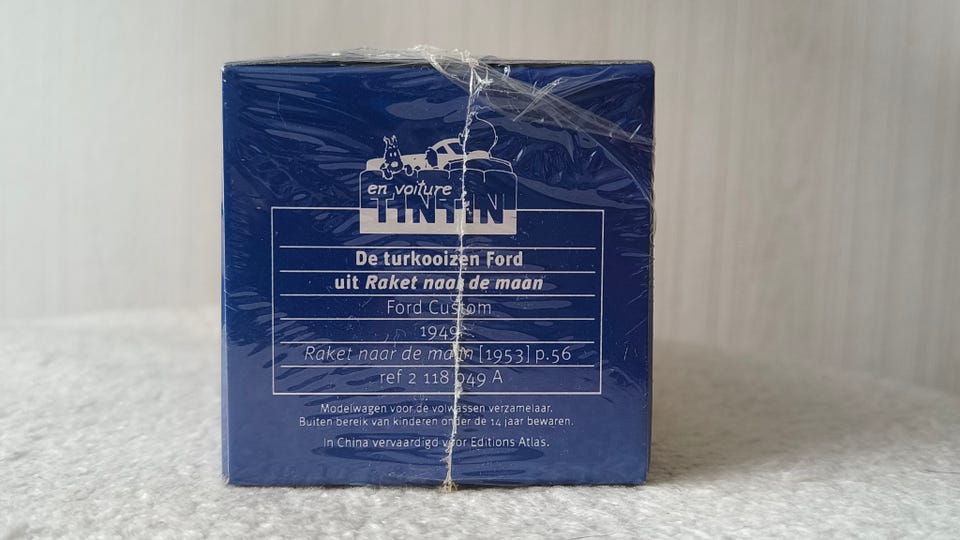 en voiture
TINTIN
De turkooizen Ford
uit Raket naar de maan
Ford Custom
1949
Raket naar de maan [1953] p.56
ref 2 118 049 A
Modelwagen voor de volwassen verzamelaar.
Buiten bereik van kinderen onder de 14 jaar bewaren.
In China vervaardigd voor Editions Atlas.